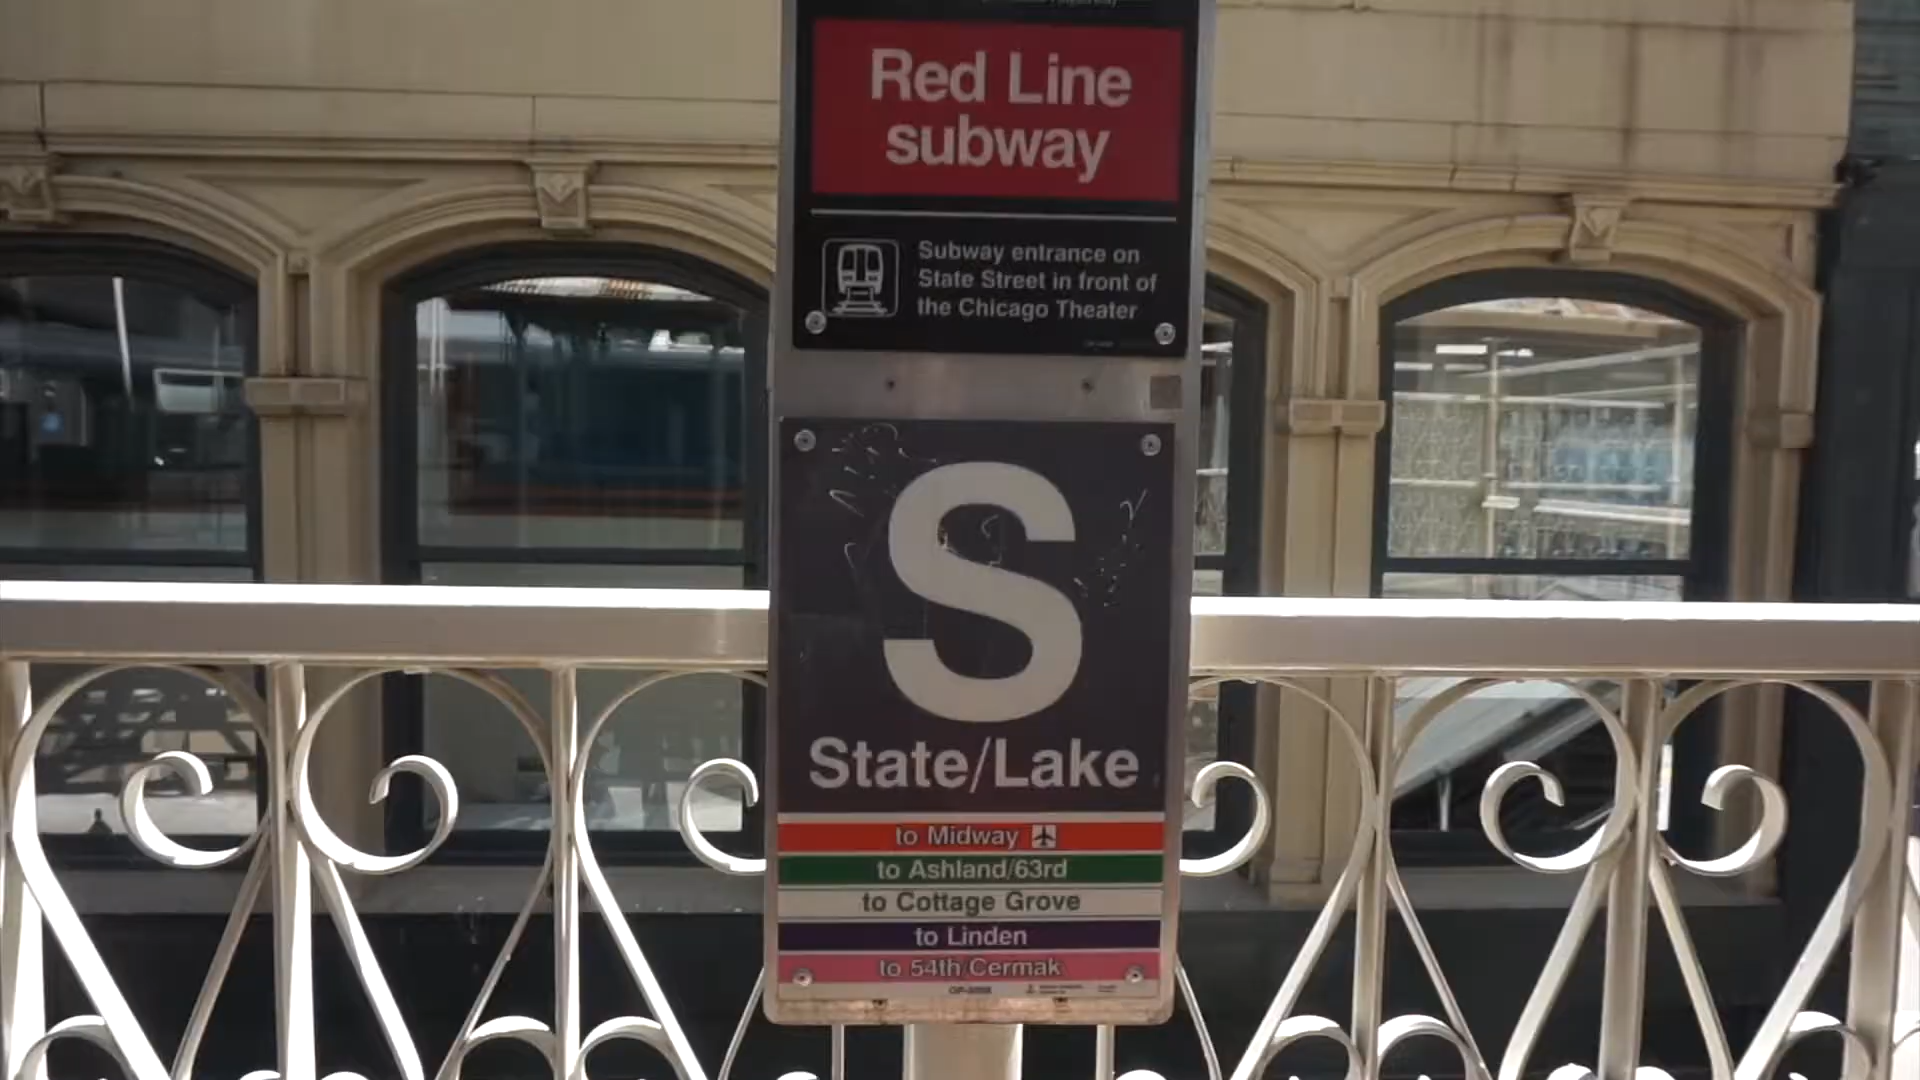 Red Line
subway
Subway entrance on
State Street in front of
the Chicago Theater
S
State/Lake
to Midway
to Ashland/63rd
to Cottage Grove
to Linden
to 54th/Cermak